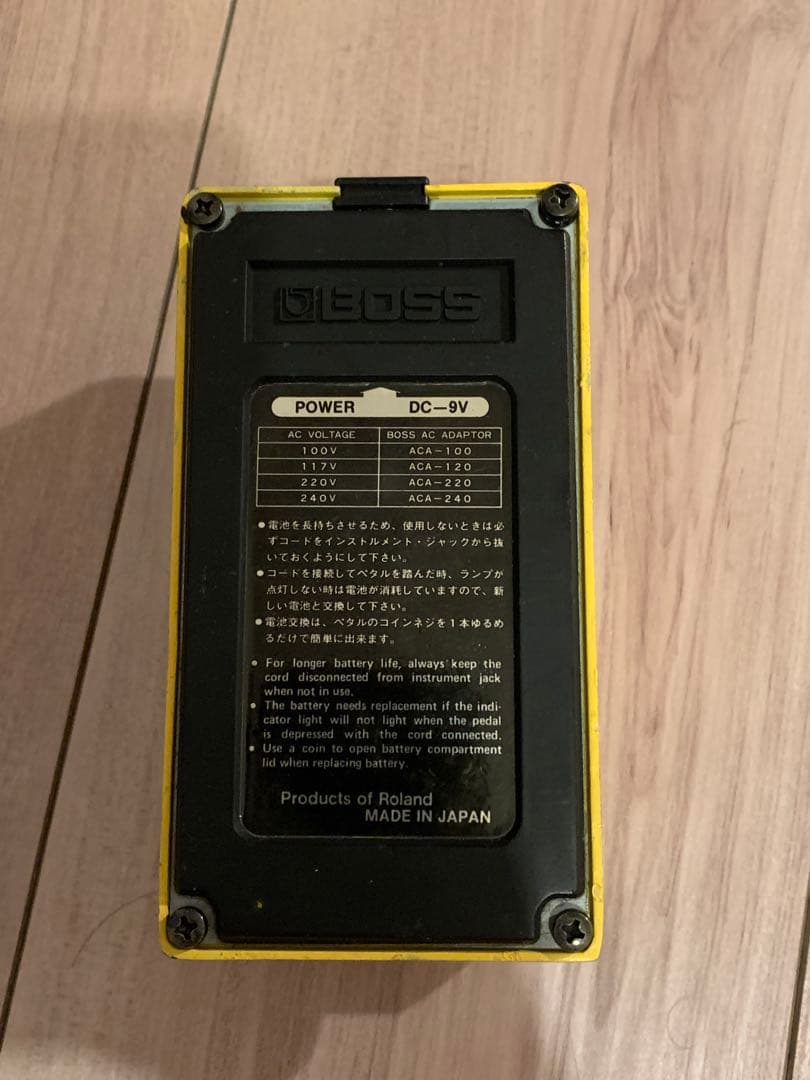 BOSS
POWER DC-9V
AC VOLTAGE BOSS AC ADAPTOR
100V ACA-100
117V ACA-120
220V ACA-220
240V ACA-240
●電池を長持ちさせるため、使用しないときは必
ずコードをインストルメント・ジャックから抜
いておくようにして下さい。
●コードを接続してペタルを踏んだ時、ランプが
点灯しない時は電池が消耗していますので、新
しい電池と交換して下さい。
●電池交換は、ペタルのコインネジを1本ゆるめ
るだけで簡単に出来ます。
● For longer battery life, always keep the
cord disconnected from instrument jack
when not in use.
● The battery needs replacement if the indi-
cator light will not light when the pedal
is depressed with the cord connected.
● Use a coin to open battery compartment
lid when replacing battery.
Products of Roland
MADE IN JAPAN